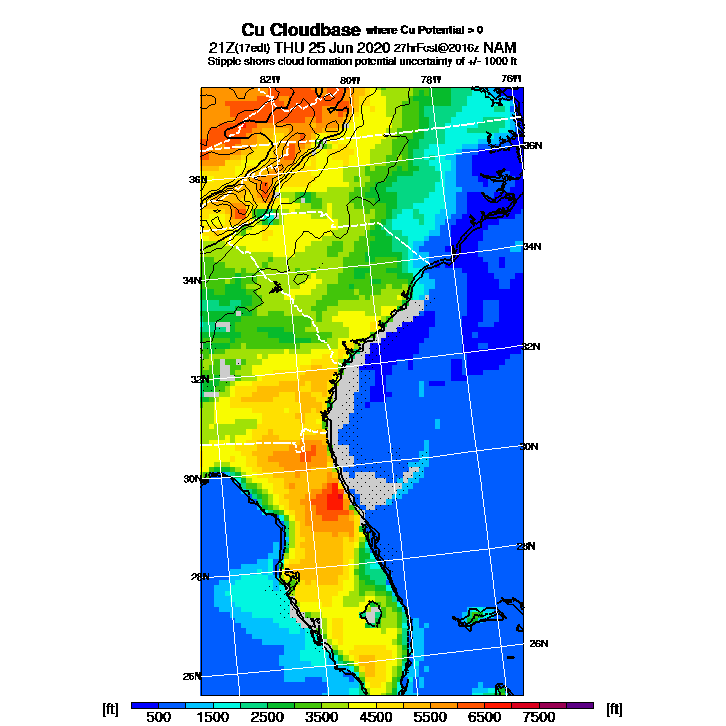 Cu Cloudbase where Cu Potential > 0
21Z(17edt) THU 25 Jun 2020 27hrFcst@2016z NAM
Stipple shows cloud formation potential uncertainty of +/- 1000 ft
82W 80W 78W 76W
36N
36N
34N
34N
32N
32N
30N
30N
28N
28N
26N
26N
[ft] [ft]
500 1500 2500 3500 4500 5500 6500 7500